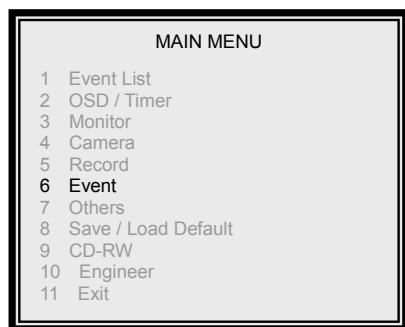 MAIN MENU
1 Event List
2 OSD / Timer
3 Monitor
4 Camera
5 Record
6 Event
7 Others
8 Save / Load Default
9 CD-RW
10 Engineer
11 Exit